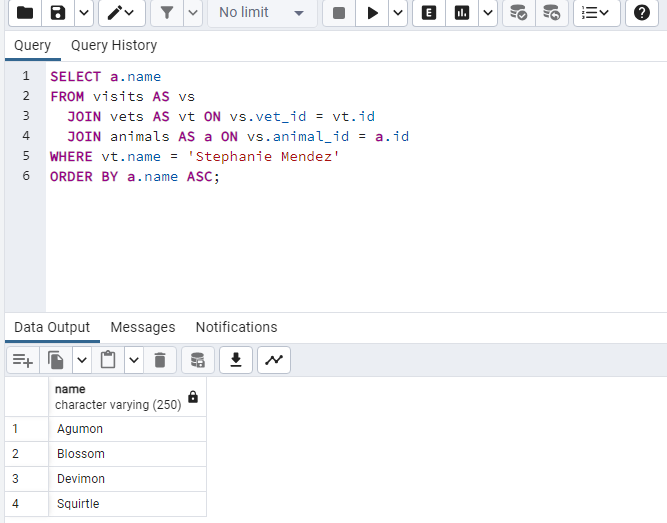 No limit
E
Query Query History
1 SELECT a.name
2 FROM visits AS vs
3 JOIN vets AS vt ON vs.vet_id = vt.id
4 JOIN animals AS a ON vs.animal_id = a.id
5 WHERE vt.name = 'Stephanie Mendez'
6 ORDER BY a.name ASC;
Data Output Messages Notifications
name
character varying (250)
1 Agumon
2 Blossom
3 Devimon
4 Squirtle